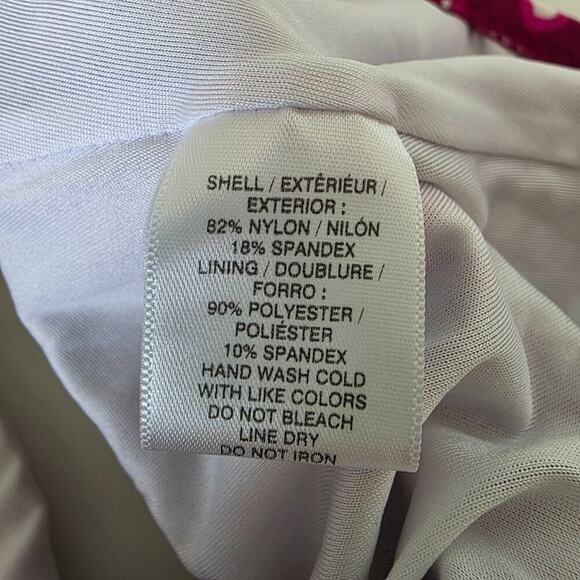 SHELL / EXTÊRIÉUR /
EXTERIOR :
82% NYLON / NILÓN
18% SPANDEX
LINING / DOUBLURE /
FORRO :
90% POLYESTER /
POLIÉSTER
10% SPANDEX
HAND WASH COLD
WITH LIKE COLORS
DO NOT BLEACH
LINE DRY
DO NOT IRON